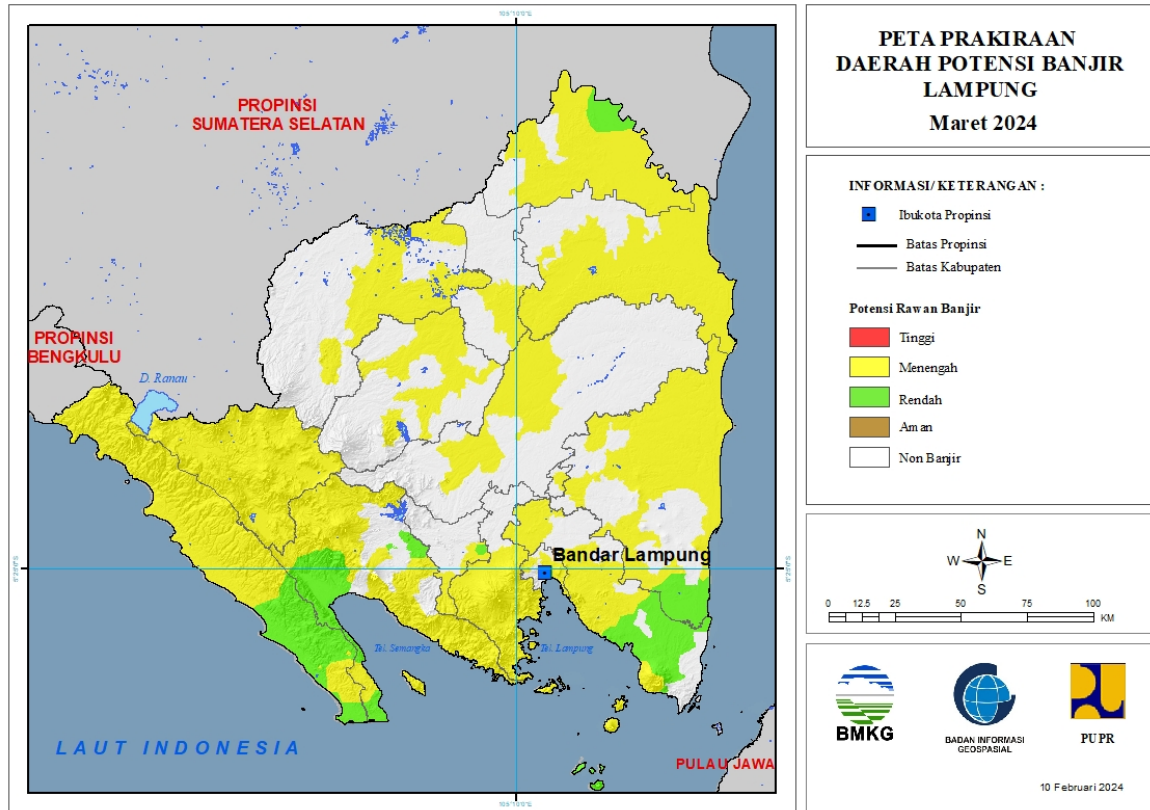 PROPINSI
SUMATERA SELATAN
PROPINSI
BENGKULU
D. Ranau
Bandar Lampung
Tel. Semangka
Tel. Lampung
LAUT INDONESIA
PULAU JAWA
PETA PRAKIRAAN
DAERAH POTENSI BANJIR
LAMPUNG
Maret 2024
INFORMASI/KETERANGAN :
Ibukota Propinsi
Batas Propinsi
Batas Kabupaten
Potensi Rawan Banjir
Tinggi
Menengah
Rendah
Aman
Non Banjir
N
W E
S
0 12.5 25 50 75 100
KM
BMKG
BADAN INFORMASI
GEOSPASIAL
PUPR
10 Februari 2024